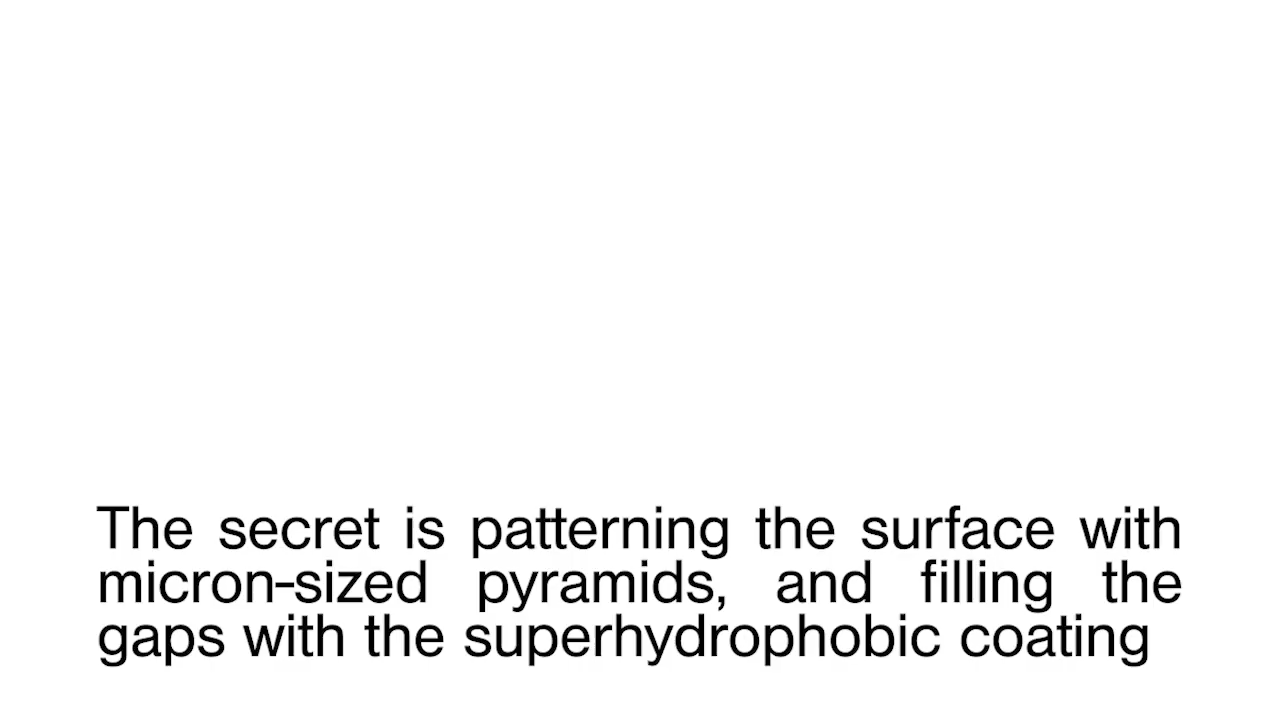 The secret is patterning the surface with
micron-sized pyramids, and filling the
gaps with the superhydrophobic coating